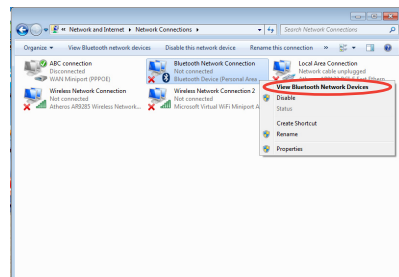 « Network and Internet ▸ Network Connections ▸
Search Network Connections
Organize ▾ View Bluetooth network devices Disable this network device Rename this connection »
ABC connection
Disconnected
WAN Miniport (PPPOE)
Bluetooth Network Connection
Not connected
Bluetooth Device (Personal Area ...
Local Area Connection
Network cable unplugged
Wireless Network Connection
Not connected
Atheros AR9285 Wireless Network...
Wireless Network Connection 2
Not connected
Microsoft Virtual WiFi Miniport A...
View Bluetooth Network Devices
Disable
Status
Create Shortcut
Rename
Properties